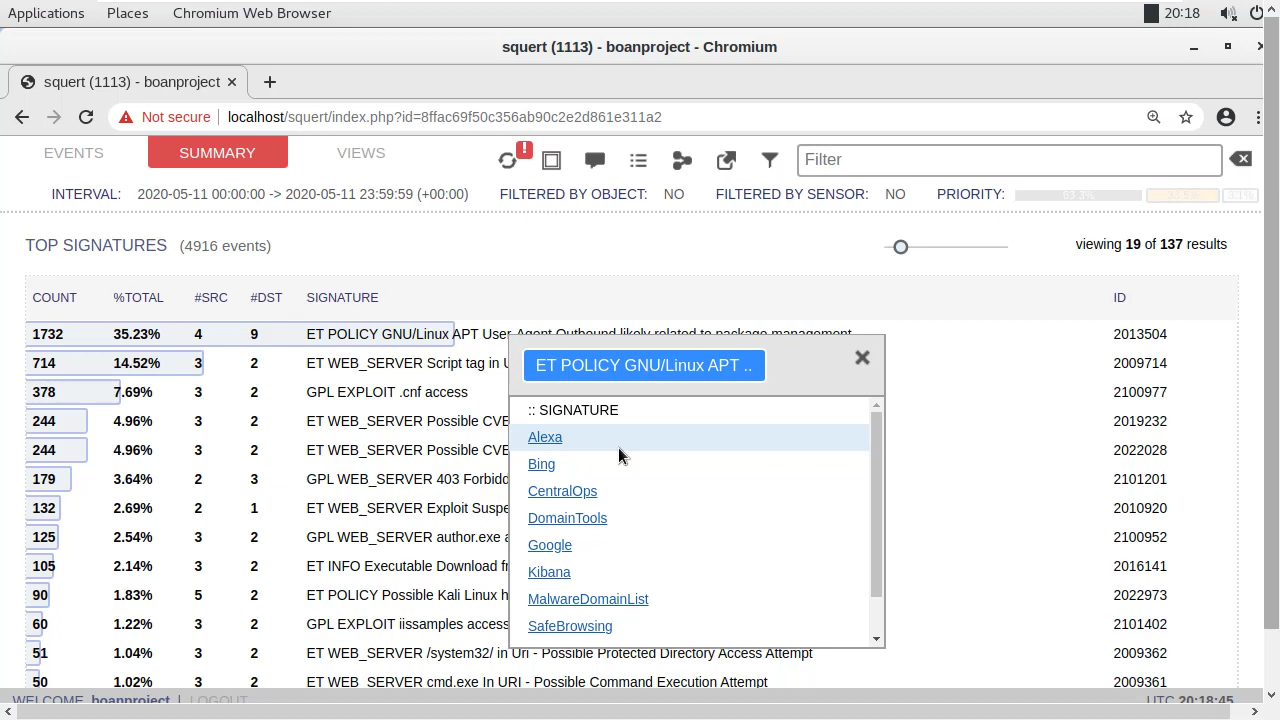 Applications Places Chromium Web Browser 20:18
squert (1113) - boanproject - Chromium
squert (1113) - boanproject
Not secure | localhost/squert/index.php?id=8ffac69f50c356ab90c2e2d861e311a2
EVENTS SUMMARY VIEWS ! Filter
INTERVAL: 2020-05-11 00:00:00 -> 2020-05-11 23:59:59 (+00:00) FILTERED BY OBJECT: NO FILTERED BY SENSOR: NO PRIORITY: 3.1%
TOP SIGNATURES (4916 events) viewing 19 of 137 results
COUNT %TOTAL #SRC #DST SIGNATURE ID
1732 35.23% 4 9 ET POLICY GNU/Linux APT User-Agent Outbound likely related to package management 2013504
714 14.52% 3 2 ET WEB_SERVER Script tag in 2009714
378 7.69% 3 2 GPL EXPLOIT .cnf access 2100977
244 4.96% 3 2 ET WEB_SERVER Possible CVE 2019232
244 4.96% 3 2 ET WEB_SERVER Possible CVE 2022028
179 3.64% 2 3 GPL WEB_SERVER 403 Forbidd 2101201
132 2.69% 2 1 ET WEB_SERVER Exploit Suspe 2010920
125 2.54% 3 2 GPL WEB_SERVER author.exe a 2100952
105 2.14% 3 2 ET INFO Executable Download fr 2016141
90 1.83% 5 2 ET POLICY Possible Kali Linux h 2022973
60 1.22% 3 2 GPL EXPLOIT iissamples access 2101402
51 1.04% 3 2 ET WEB_SERVER /system32/ in Uri - Possible Protected Directory Access Attempt 2009362
50 1.02% 3 2 ET WEB_SERVER cmd.exe In URI - Possible Command Execution Attempt 2009361
ET POLICY GNU/Linux APT ..
:: SIGNATURE
Alexa
Bing
CentralOps
DomainTools
Google
Kibana
MalwareDomainList
SafeBrowsing
WELCOME boanproject | LOGOUT UTC 20:18:45